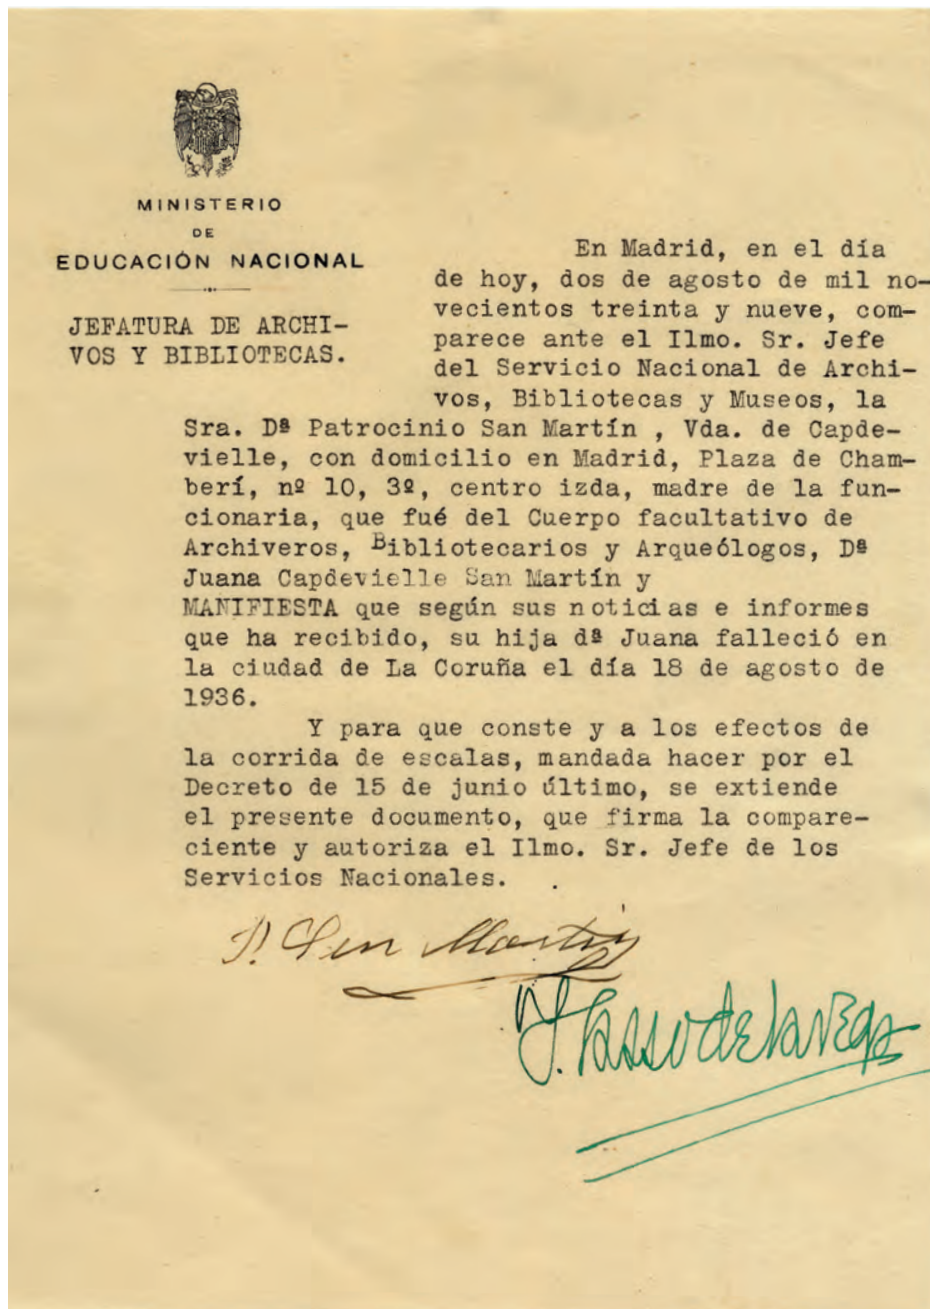 MINISTERIO
DE
EDUCACIÓN NACIONAL
JEFATURA DE ARCHI-
VOS Y BIBLIOTECAS.
En Madrid, en el día
de hoy, dos de agosto de mil no-
vecientos treinta y nueve, com-
parece ante el Ilmo. Sr. Jefe
del Servicio Nacional de Archi-
vos, Bibliotecas y Museos, la
Sra. Dª Patrocinio San Martín , Vda. de Capde-
vielle, con domicilio en Madrid, Plaza de Cham-
berí, nº 10, 3º, centro izda, madre de la fun-
cionaria, que fué del Cuerpo facultativo de
Archiveros, Bibliotecarios y Arqueólogos, Dª
Juana Capdevielle San Martín y
MANIFIESTA que según sus noticias e informes
que ha recibido, su hija dª Juana falleció en
la ciudad de La Coruña el día 18 de agosto de
1936.
Y para que conste y a los efectos de
la corrida de escalas, mandada hacer por el
Decreto de 15 de junio último, se extiende
el presente documento, que firma la compare-
ciente y autoriza el Ilmo. Sr. Jefe de los
Servicios Nacionales.
P. San Martin
J. Lasso de la Vega